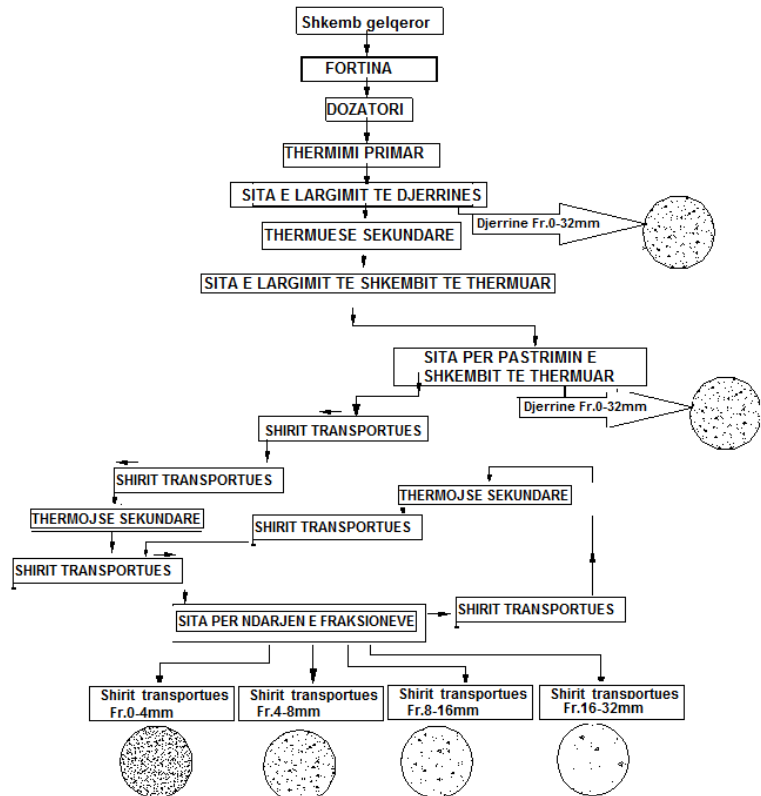 Shkemb gelqeror
FORTINA
DOZATORI
THERMIMI PRIMAR
SITA E LARGIMIT TE DJERRINES
Djerrine Fr.0-32mm
THERMUESE SEKUNDARE
SITA E LARGIMIT TE SHKEMBIT TE THERMUAR
SITA PER PASTRIMIN E
SHKEMBIT TE THERMUAR
Djerrine Fr.0-32mm
SHIRIT TRANSPORTUES
SHIRIT TRANSPORTUES
THERMOJSE SEKUNDARE
THERMOJSE SEKUNDARE
SHIRIT TRANSPORTUES
SHIRIT TRANSPORTUES
SHIRIT TRANSPORTUES
SITA PER NDARJEN E FRAKSIONEVE
Shirit transportues
Fr.0-4mm
Shirit transportues
Fr.4-8mm
Shirit transportues
Fr.8-16mm
Shirit transportues
Fr.16-32mm